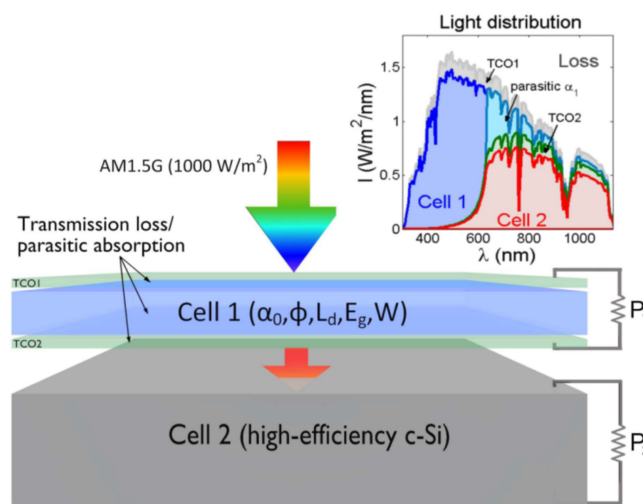 Light distribution
I (W/m²/nm)
1.5
1
0.5
0
TCO1
Loss
parasitic α₁
TCO2
Cell 1
Cell 2
400 600 800 1000
λ (nm)
AM1.5G (1000 W/m²)
Transmission loss/
parasitic absorption
TCO1
Cell 1 (α₀,ϕ,L_d,E_g,W)
P
TCO2
Cell 2 (high-efficiency c-Si)
P